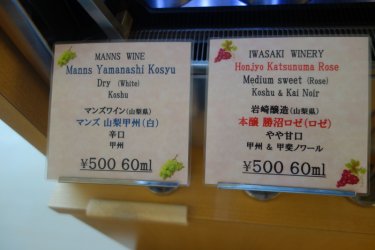 MANNS WINE
Manns Yamanashi Kosyu
Dry (White)
Koshu
マンズワイン(山梨県)
マンズ 山梨甲州(白)
辛口
甲州
¥500 60ml
IWASAKI WINERY
Honjyo Katsunuma Rose
Medium sweet (Rose)
Koshu & Kai Noir
岩崎醸造(山梨県)
本醸 勝沼ロゼ(ロゼ)
やや甘口
甲州 & 甲斐ノワール
¥500 60ml